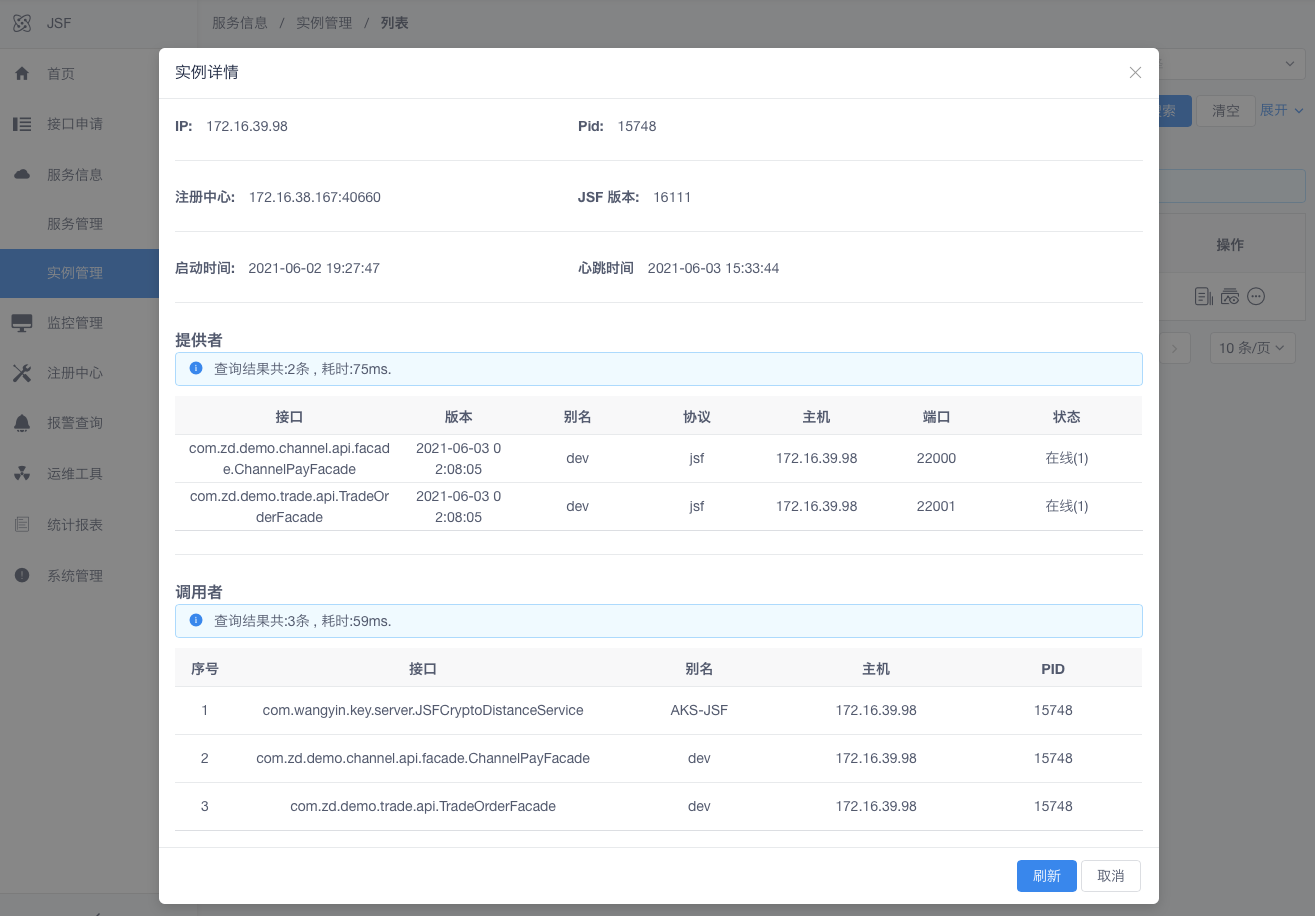 JSF
服务信息 / 实例管理 / 列表
首页
接口申请
服务信息
服务管理
实例管理
监控管理
注册中心
报警查询
运维工具
统计报表
系统管理
索 清空 展开
操作
10 条/页
实例详情
IP: 172.16.39.98 Pid: 15748
注册中心: 172.16.38.167:40660 JSF 版本: 16111
启动时间: 2021-06-02 19:27:47 心跳时间 2021-06-03 15:33:44
提供者
查询结果共:2条 , 耗时:75ms.
接口 版本 别名 协议 主机 端口 状态
com.zd.demo.channel.api.facad 2021-06-03 0
e.ChannelPayFacade 2:08:05 dev jsf 172.16.39.98 22000 在线(1)
com.zd.demo.trade.api.TradeOr 2021-06-03 0
derFacade 2:08:05 dev jsf 172.16.39.98 22001 在线(1)
调用者
查询结果共:3条 , 耗时:59ms.
序号 接口 别名 主机 PID
1 com.wangyin.key.server.JSFCryptoDistanceService AKS-JSF 172.16.39.98 15748
2 com.zd.demo.channel.api.facade.ChannelPayFacade dev 172.16.39.98 15748
3 com.zd.demo.trade.api.TradeOrderFacade dev 172.16.39.98 15748
刷新 取消